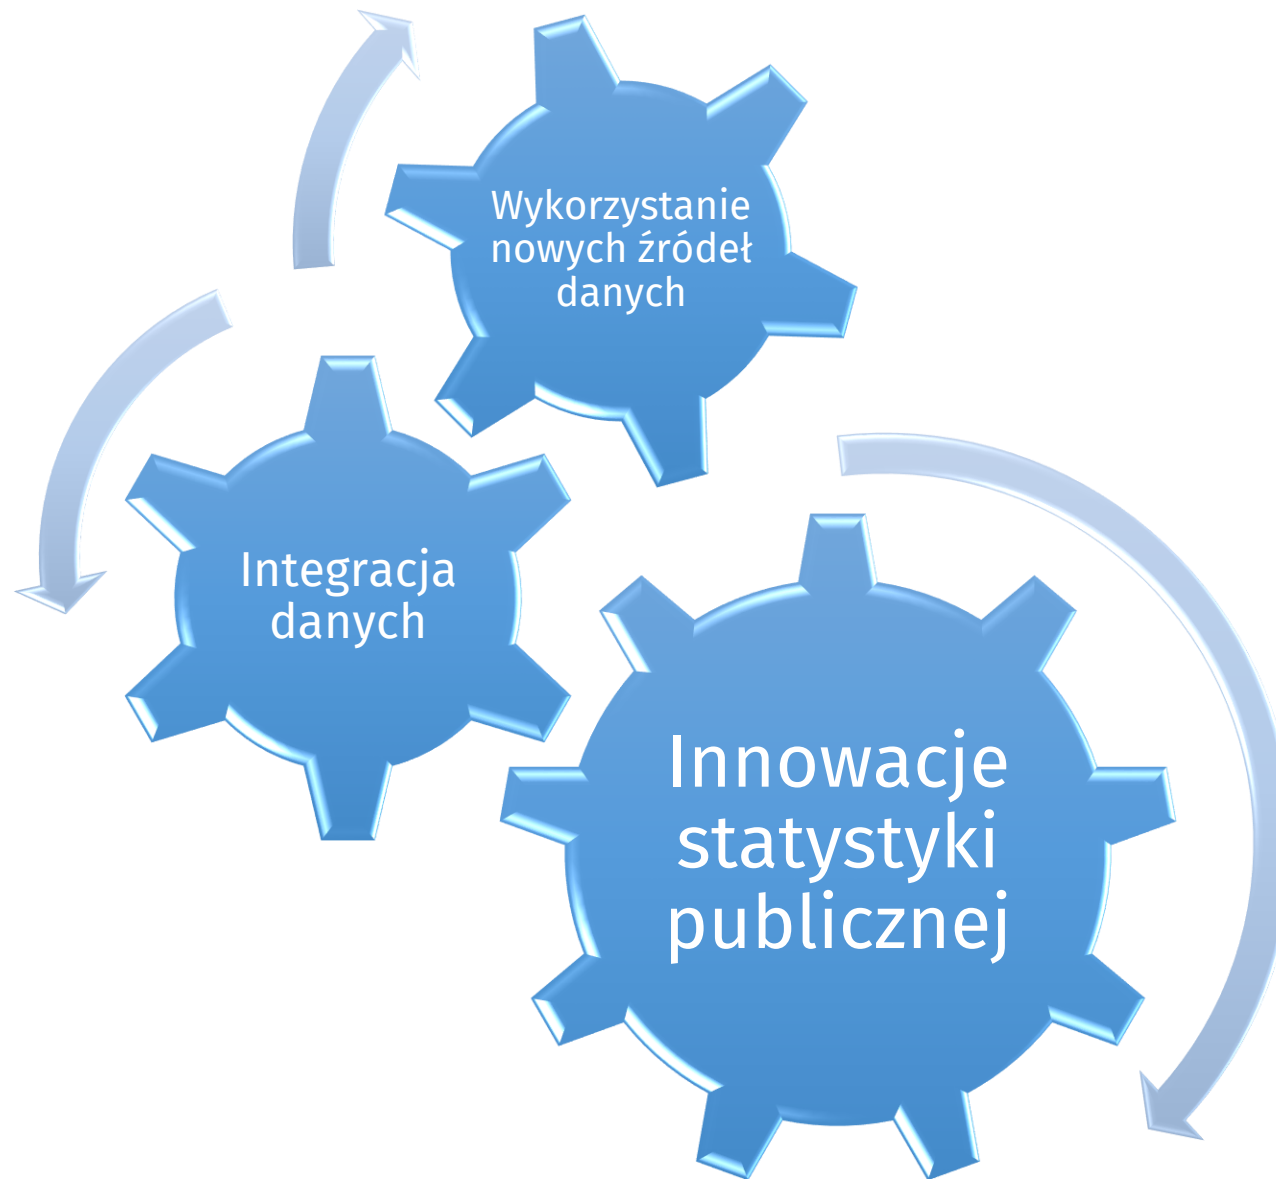 Wykorzystanie
nowych źródeł
danych
Integracja
danych
Innowacje
statystyki
publicznej